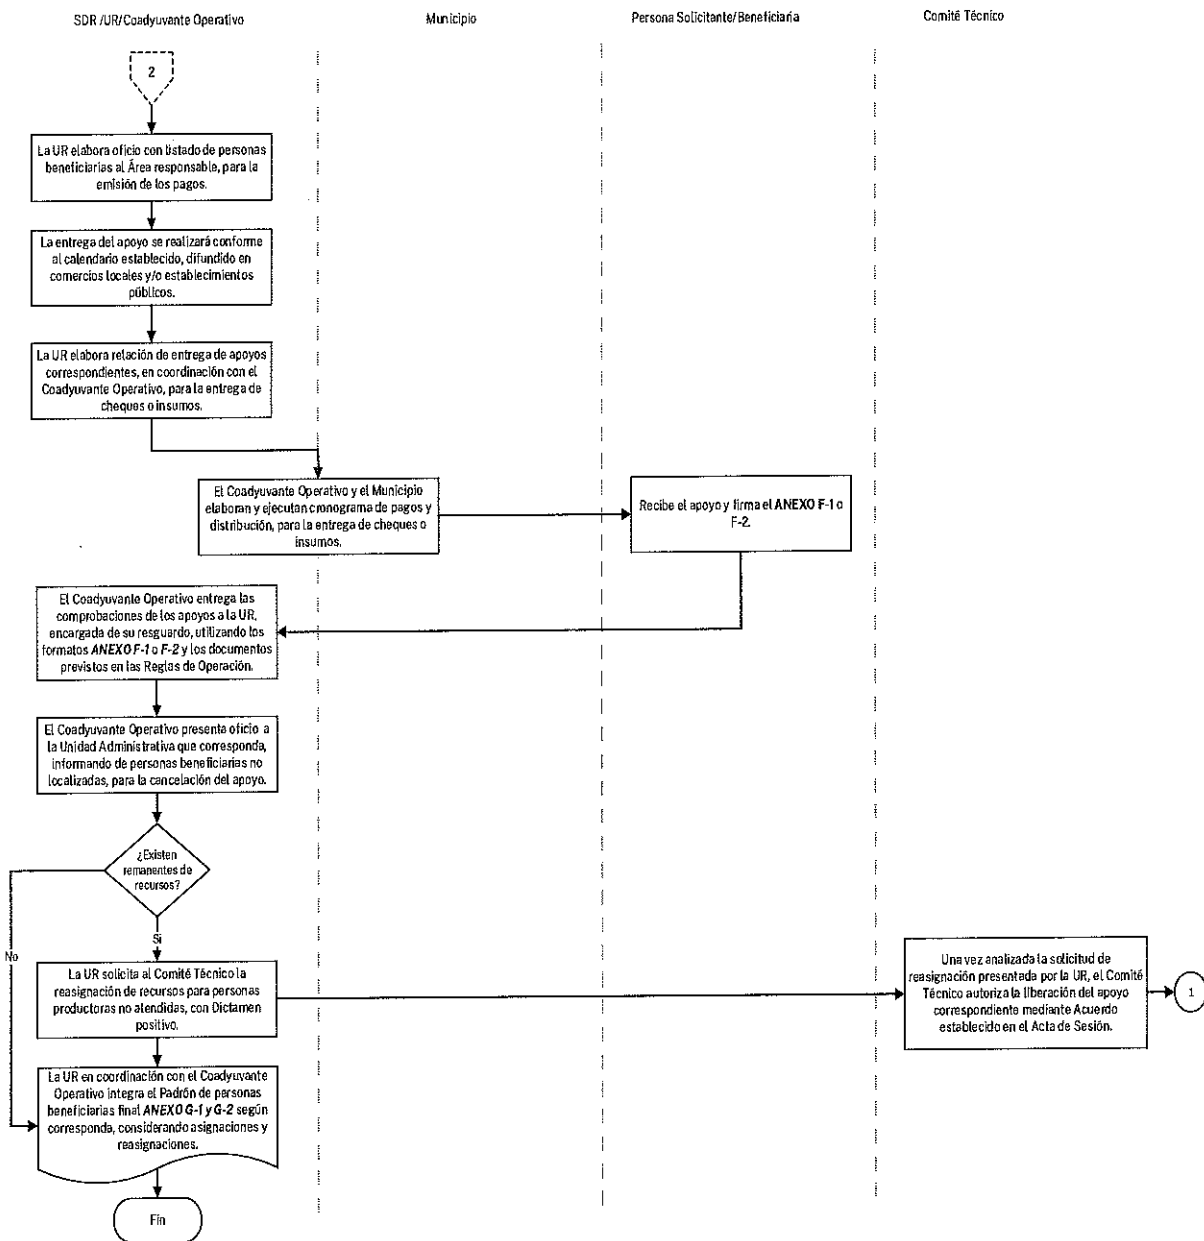 SDR /UR/Coadyuvante Operativo
Municipio
Persona Solicitante/Beneficiaria
Comité Técnico
2
La UR elabora oficio con listado de personas
beneficiarias al Área responsable, para la
emisión de los pagos.
La entrega del apoyo se realizará conforme
al calendario establecido, difundido en
comercios locales y/o establecimientos
públicos.
La UR elabora relación de entrega de apoyos
correspondientes, en coordinación con el
Coadyuvante Operativo, para la entrega de
cheques o insumos.
El Coadyuvante Operativo y el Municipio
elaboran y ejecutan cronograma de pagos y
distribución, para la entrega de cheques o
insumos.
Recibe el apoyo y firma el ANEXO F-1 o
F-2.
El Coadyuvante Operativo entrega las
comprobaciones de los apoyos a la UR,
encargada de su resguardo, utilizando los
formatos ANEXO F-1 o F-2 y los documentos
previstos en las Reglas de Operación.
El Coadyuvante Operativo presenta oficio a
la Unidad Administrativa que corresponda,
informando de personas beneficiarias no
localizadas, para la cancelación del apoyo.
¿Existen
remanentes de
recursos?
No
Si
La UR solicita al Comité Técnico la
reasignación de recursos para personas
productoras no atendidas, con Dictamen
positivo.
Una vez analizada la solicitud de
reasignación presentada por la UR, el Comité
Técnico autoriza la liberación del apoyo
correspondiente mediante Acuerdo
establecido en el Acta de Sesión.
1
La UR en coordinación con el Coadyuvante
Operativo integra el Padrón de personas
beneficiarias final ANEXO G-1 y G-2 según
corresponda, considerando asignaciones y
reasignaciones.
Fin